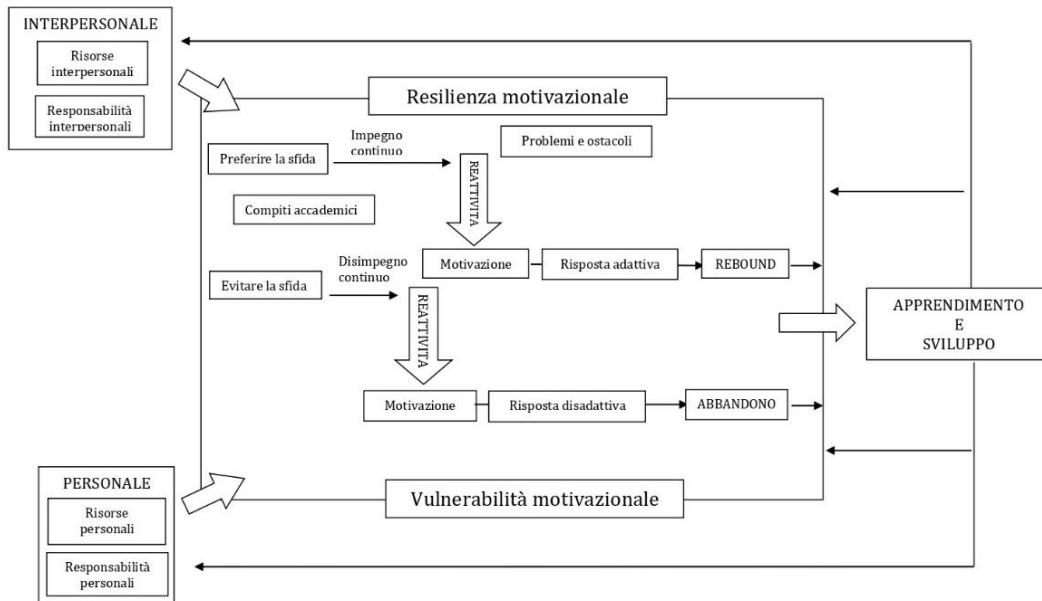 INTERPERSONALE
Risorse
interpersonali
Responsabilità
interpersonali
Resilienza motivazionale
Problemi e ostacoli
Impegno
continuo
Preferire la sfida
REATTIVITA
Compiti accademici
Motivazione
Risposta adattiva
REBOUND
Disimpegno
continuo
Evitare la sfida
REATTIVITA
APPRENDIMENTO
E
SVILUPPO
Motivazione
Risposta disadattiva
ABBANDONO
Vulnerabilità motivazionale
PERSONALE
Risorse
personali
Responsabilità
personali